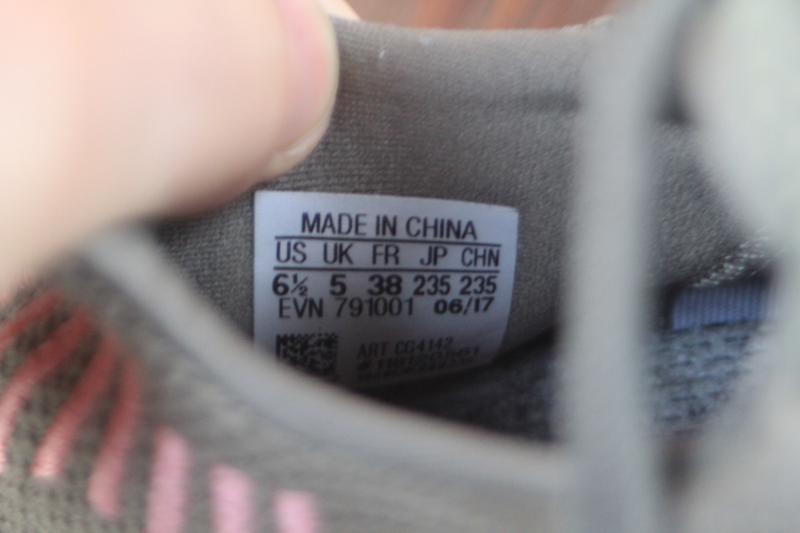 MADE IN CHINA
US UK FR JP CHN
6½ 5 38 235 235
EVN 791001 06/17
ART CG4142